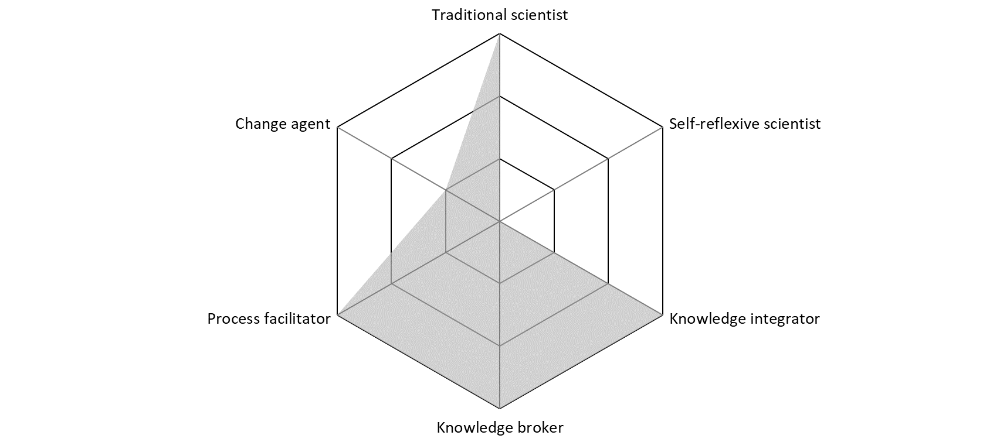 Traditional scientist
Change agent
Self-reflexive scientist
Process facilitator
Knowledge integrator
Knowledge broker